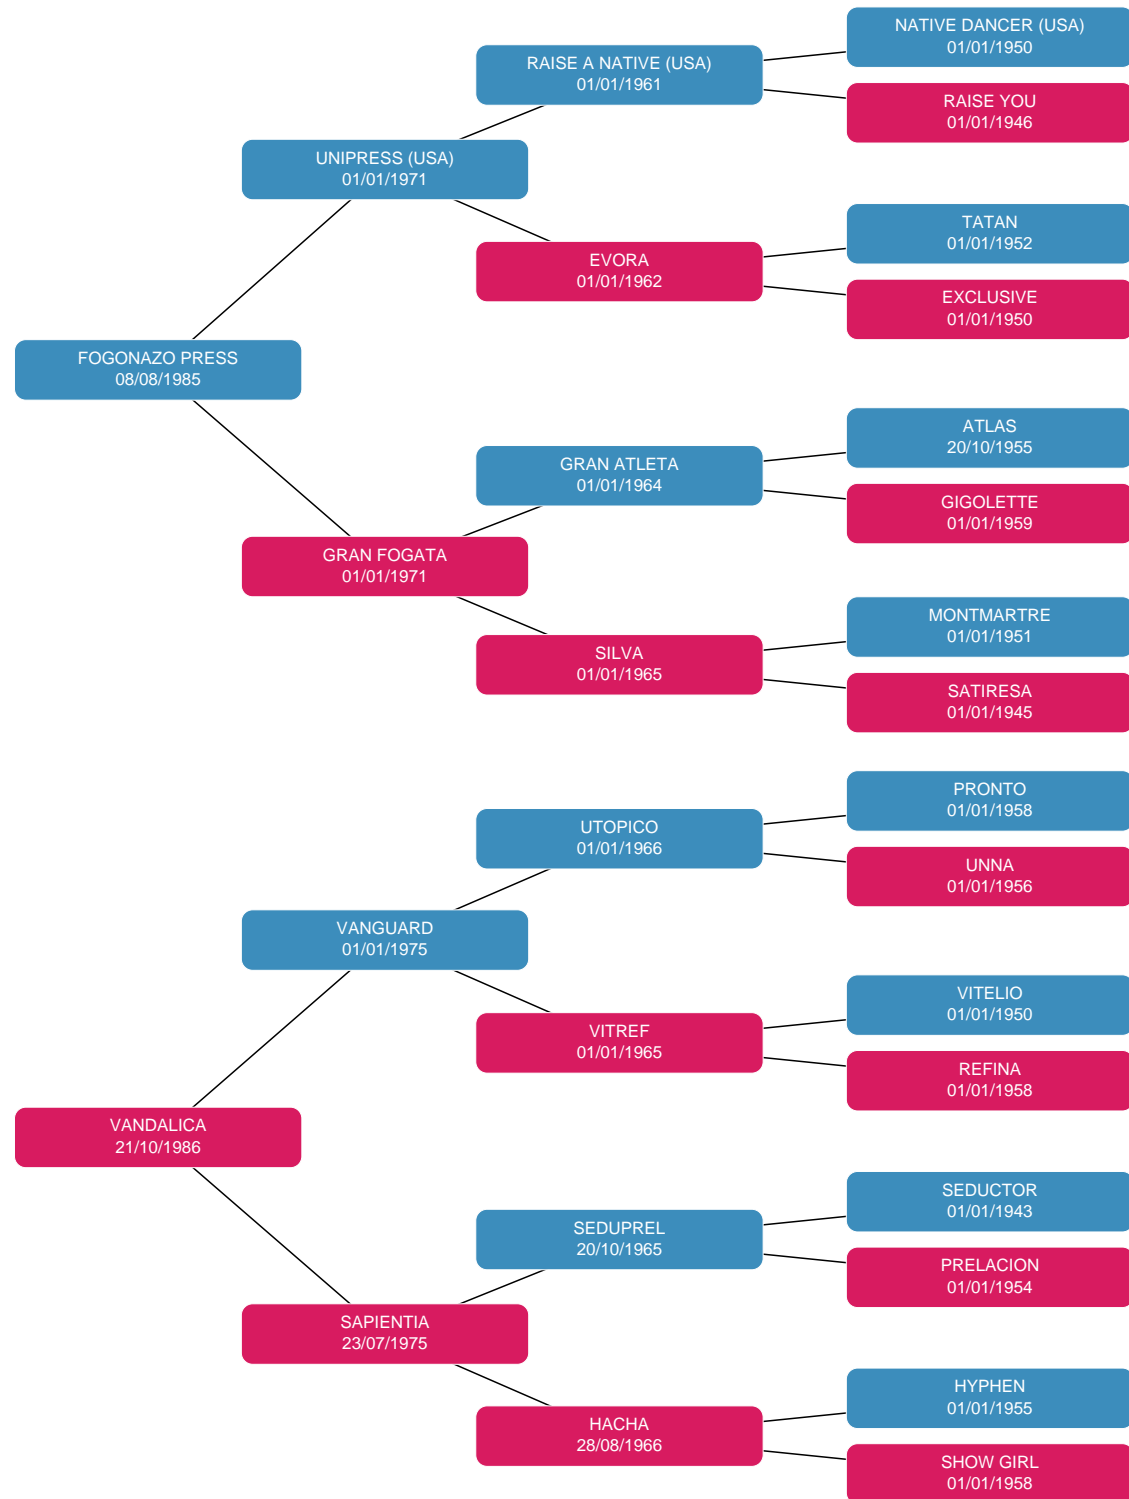 NATIVE DANCER (USA)
01/01/1950
RAISE A NATIVE (USA)
01/01/1961
RAISE YOU
01/01/1946
UNIPRESS (USA)
01/01/1971
TATAN
01/01/1952
EVORA
01/01/1962
EXCLUSIVE
01/01/1950
FOGONAZO PRESS
08/08/1985
ATLAS
20/10/1955
GRAN ATLETA
01/01/1964
GIGOLETTE
01/01/1959
GRAN FOGATA
01/01/1971
MONTMARTRE
01/01/1951
SILVA
01/01/1965
SATIRESA
01/01/1945
PRONTO
01/01/1958
UTOPICO
01/01/1966
UNNA
01/01/1956
VANGUARD
01/01/1975
VITELIO
01/01/1950
VITREF
01/01/1965
REFINA
01/01/1958
VANDALICA
21/10/1986
SEDUCTOR
01/01/1943
SEDUPREL
20/10/1965
PRELACION
01/01/1954
SAPIENTIA
23/07/1975
HYPHEN
01/01/1955
HACHA
28/08/1966
SHOW GIRL
01/01/1958